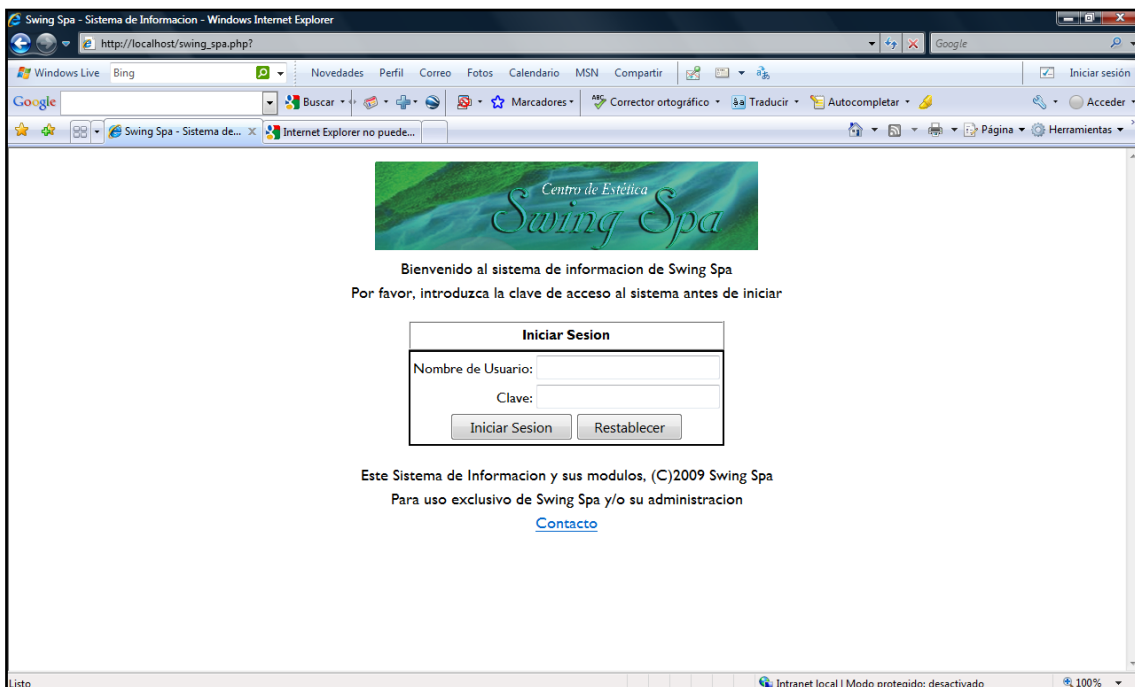 Swing Spa - Sistema de Informacion - Windows Internet Explorer
http://localhost/swing_spa.php? Google
Windows Live Bing Novedades Perfil Correo Fotos Calendario MSN Compartir Iniciar sesión
Google Buscar Marcadores Corrector ortográfico Traducir Autocompletar Acceder
Swing Spa - Sistema de... Internet Explorer no puede... Página Herramientas
Centro de Estética
Swing Spa
Bienvenido al sistema de informacion de Swing Spa
Por favor, introduzca la clave de acceso al sistema antes de iniciar
Iniciar Sesion
Nombre de Usuario:
Clave:
Iniciar Sesion Restablecer
Este Sistema de Informacion y sus modulos, (C)2009 Swing Spa
Para uso exclusivo de Swing Spa y/o su administracion
Contacto
Listo Intranet local | Modo protegido: desactivado 100%